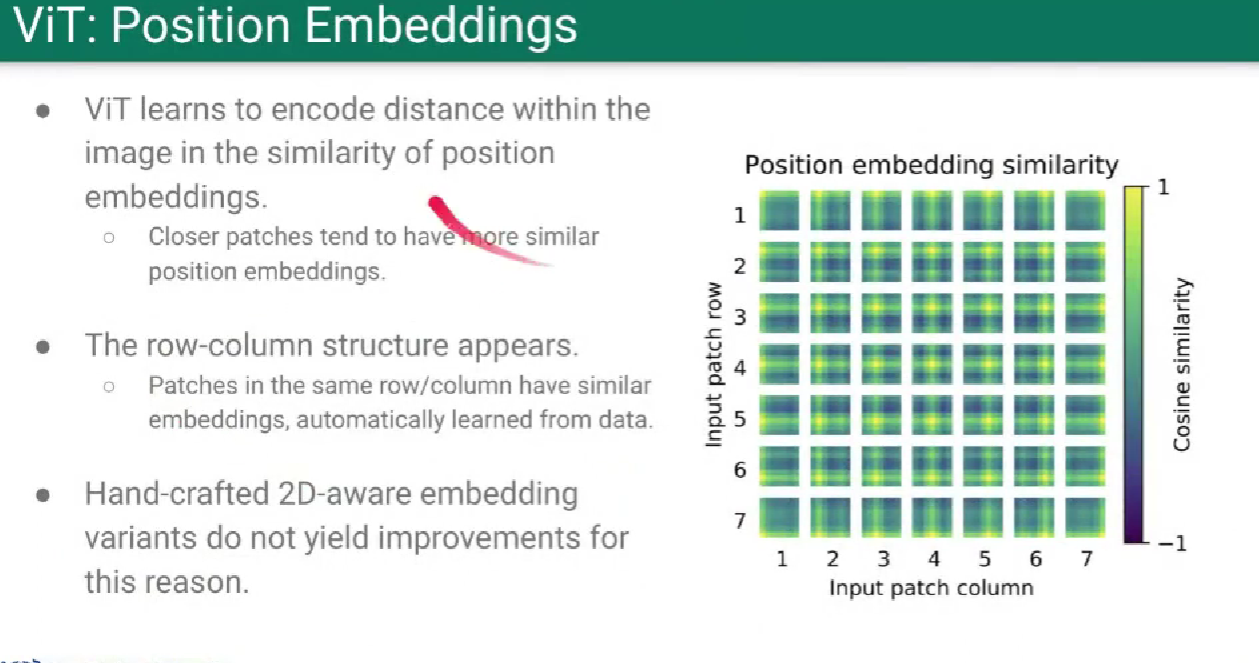 ViT: Position Embeddings
● ViT learns to encode distance within the
image in the similarity of position
embeddings.
○ Closer patches tend to have more similar
position embeddings.
● The row-column structure appears.
○ Patches in the same row/column have similar
embeddings, automatically learned from data.
● Hand-crafted 2D-aware embedding
variants do not yield improvements for
this reason.
Position embedding similarity
1
2
3
4
5
6
7
Input patch row
1 2 3 4 5 6 7
Input patch column
1
−1
Cosine similarity